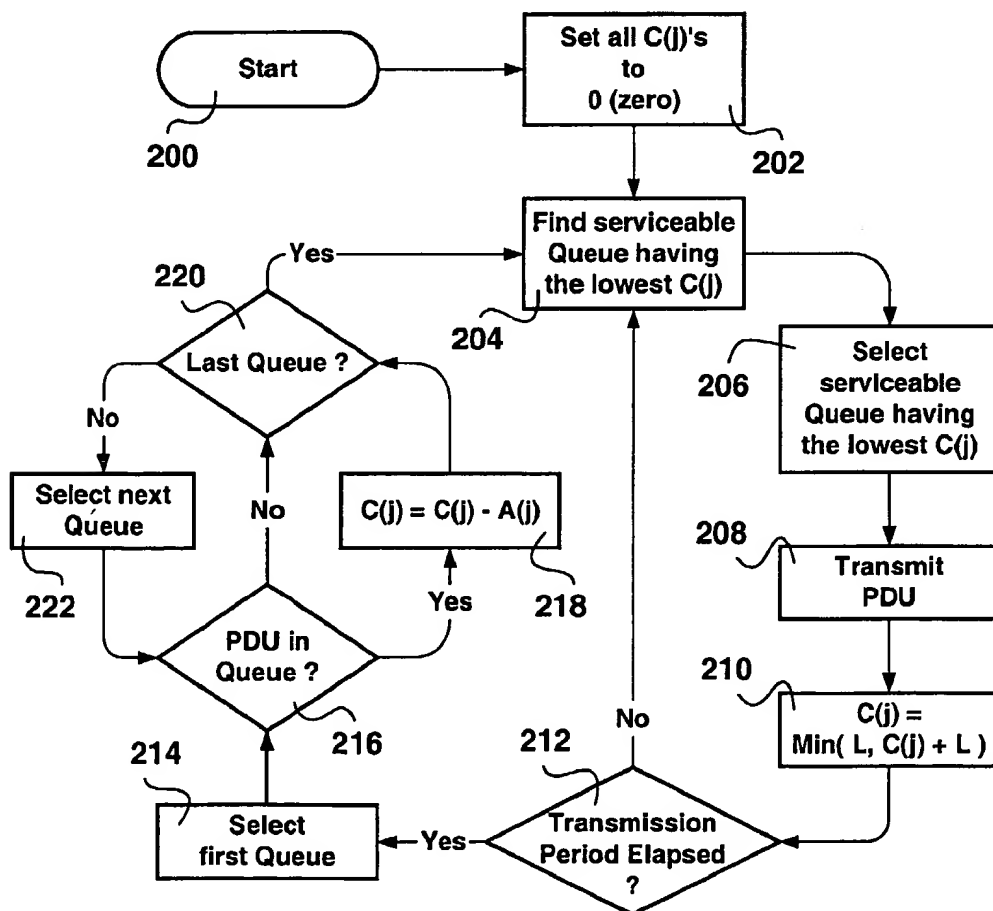 Start
200
Set all C(j)'s
to
0 (zero)
202
Find serviceable
Queue having
the lowest C(j)
204
Yes
220
Last Queue ?
206
Select
serviceable
Queue having
the lowest C(j)
No
Select next
Queue
222
No
C(j) = C(j) - A(j)
218
Yes
208
Transmit
PDU
PDU in
Queue ?
216
210
C(j) =
Min( L, C(j) + L )
No
214
Select
first Queue
Yes
212
Transmission
Period Elapsed
?